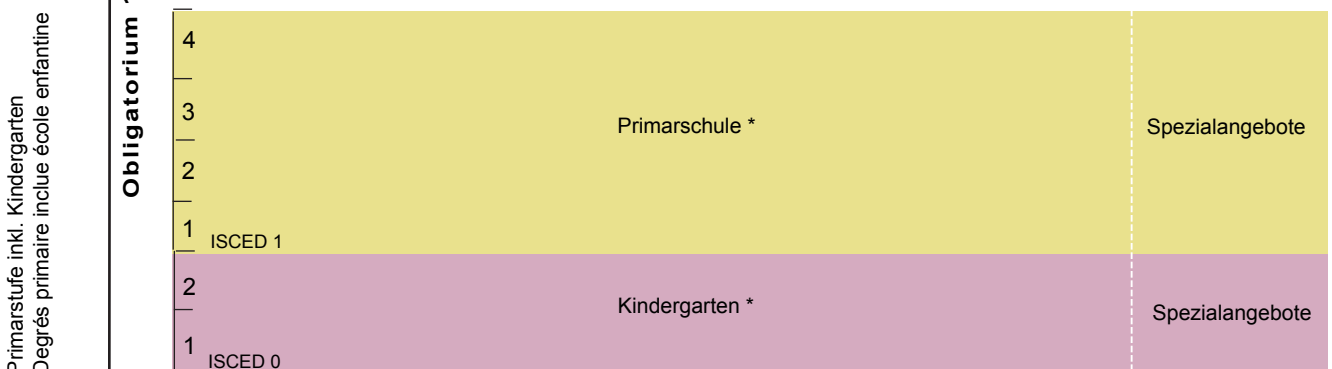 Primarstufe inkl. Kindergarten
Degrés primaire inclue école enfantine
Obligatorium
4
3
Primarschule *
Spezialangebote
2
1
ISCED 1
2
Kindergarten *
Spezialangebote
1
ISCED 0